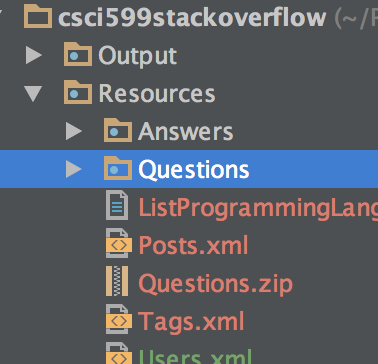 csci599stackoverflow (~/
Output
Resources
Answers
Questions
ListProgrammingLang
Posts.xml
Questions.zip
Tags.xml
Users.xml